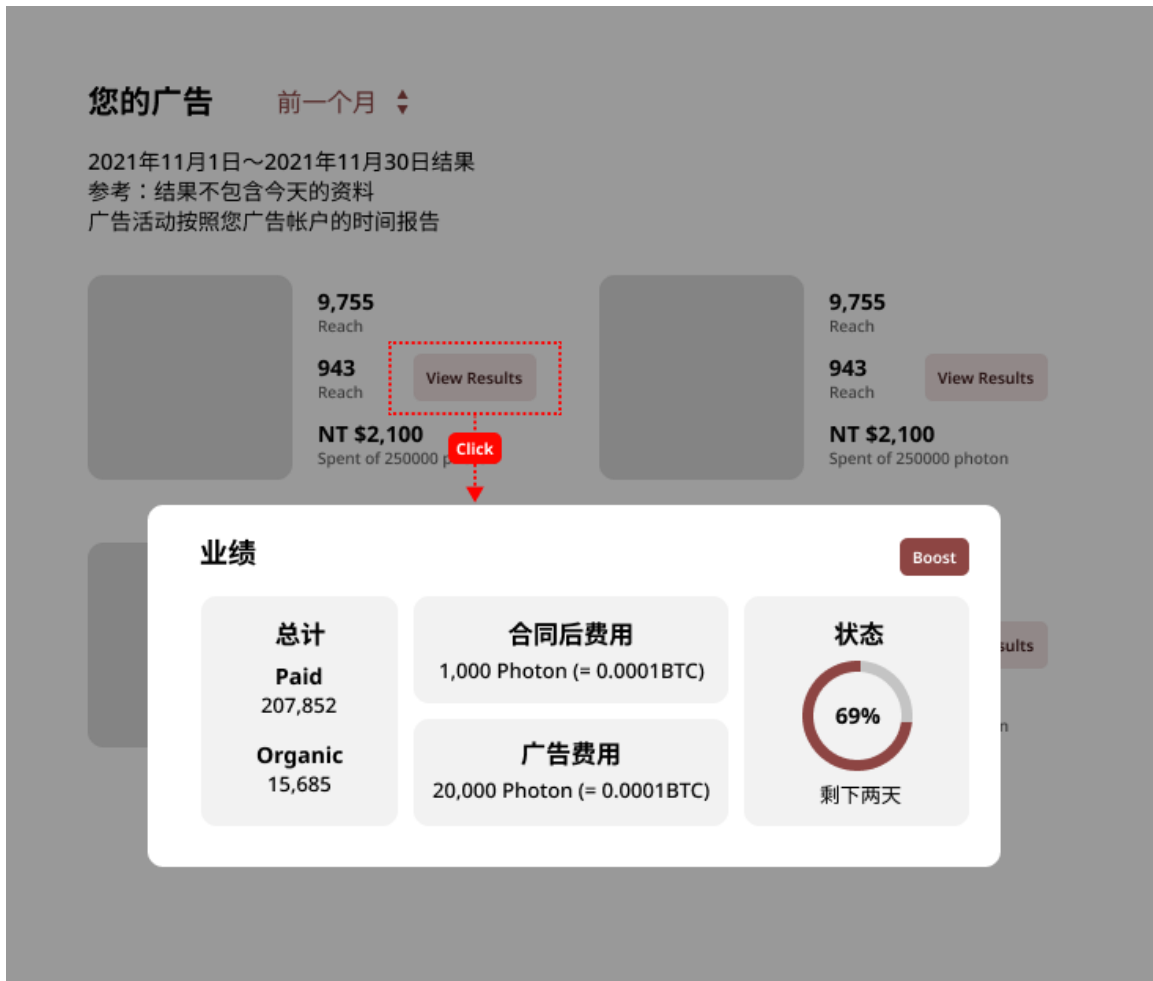 您的广告
前一个月
2021年11月1日～2021年11月30日结果
参考：结果不包含今天的资料
广告活动按照您广告帐户的时间报告
9,755
Reach
943
Reach
View Results
NT $2,100
Spent of 250000 p
Click
9,755
Reach
943
Reach
View Results
NT $2,100
Spent of 250000 photon
业绩
Boost
总计
Paid
207,852
Organic
15,685
合同后费用
1,000 Photon (= 0.0001BTC)
广告费用
20,000 Photon (= 0.0001BTC)
状态
69%
剩下两天
sults
n